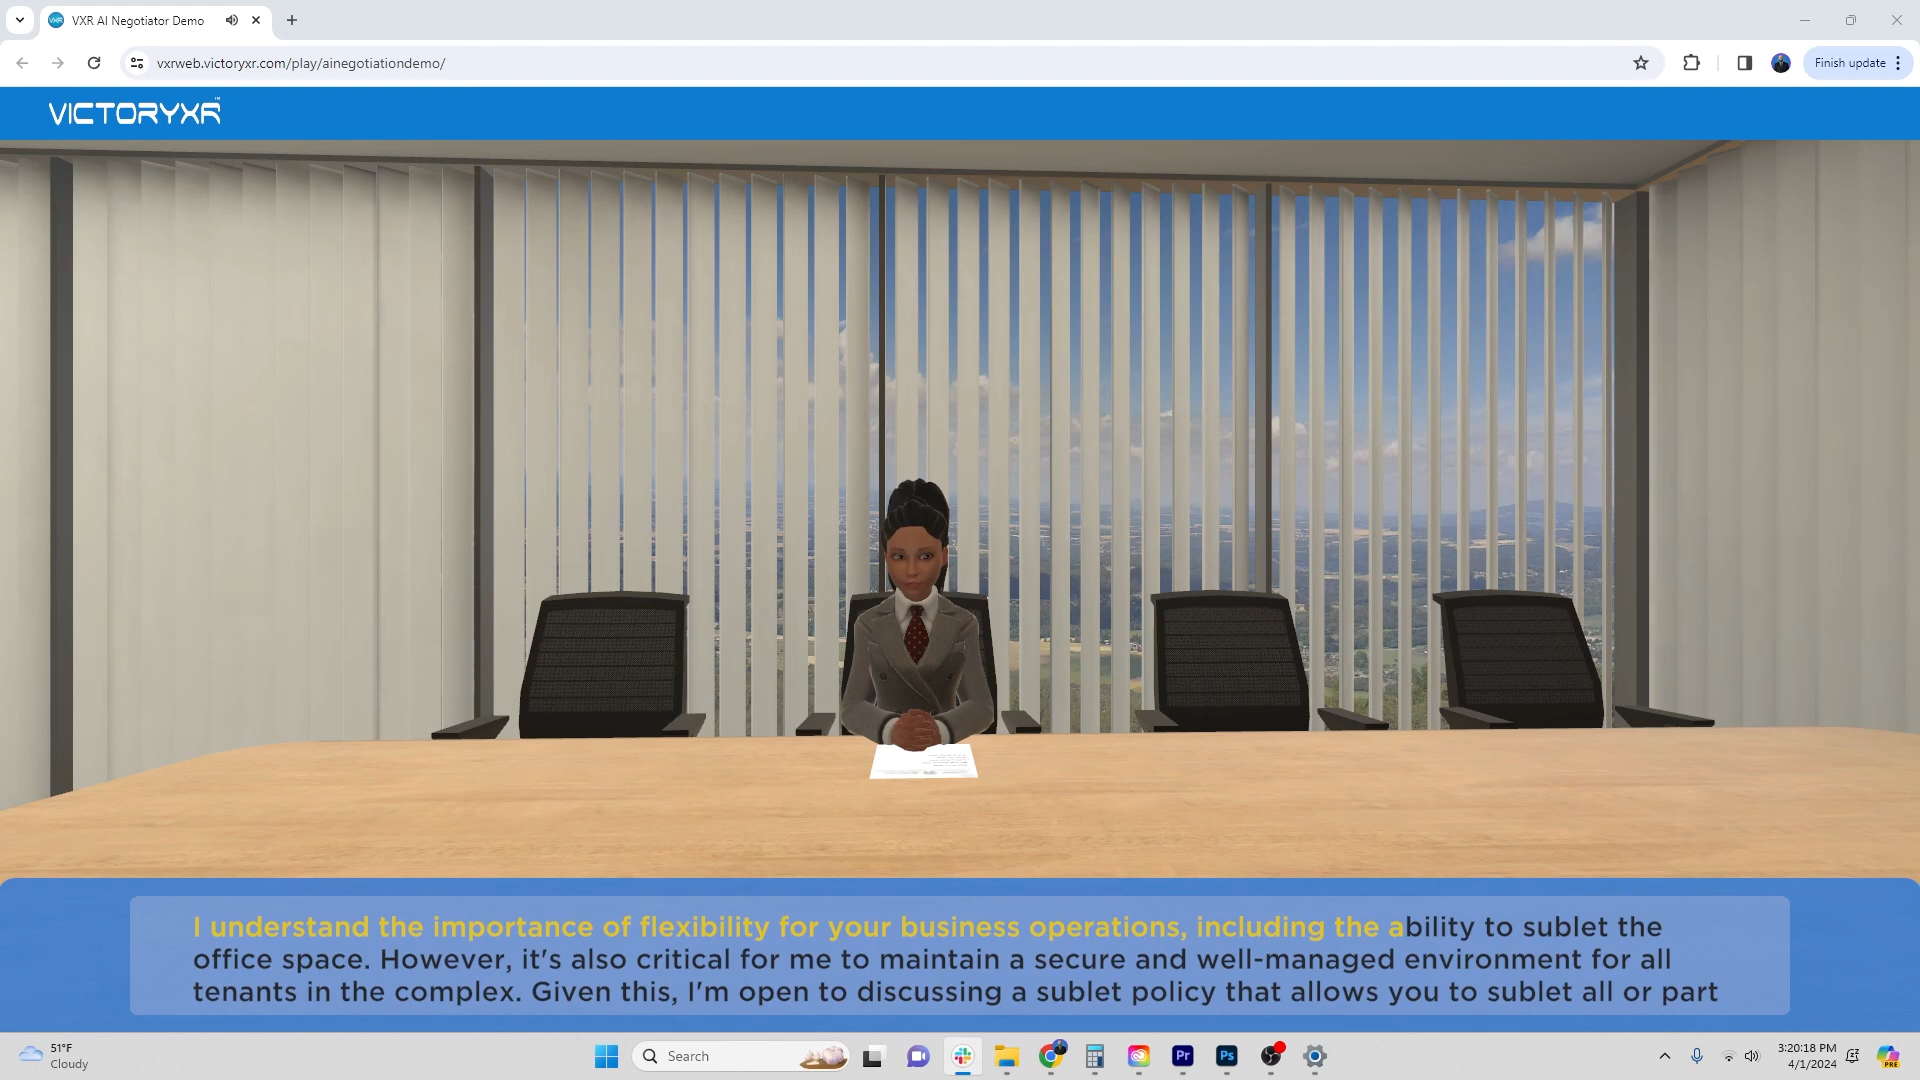 VXR AI Negotiator Demo
vxrweb.victoryxr.com/play/ainegotiationdemo/
Finish update
VICTORYXR
I understand the importance of flexibility for your business operations, including the ability to sublet the
office space. However, it's also critical for me to maintain a secure and well-managed environment for all
tenants in the complex. Given this, I'm open to discussing a sublet policy that allows you to sublet all or part
51°F
Cloudy
Search
Pr
Ps
3:20:18 PM
4/1/2024
PRE